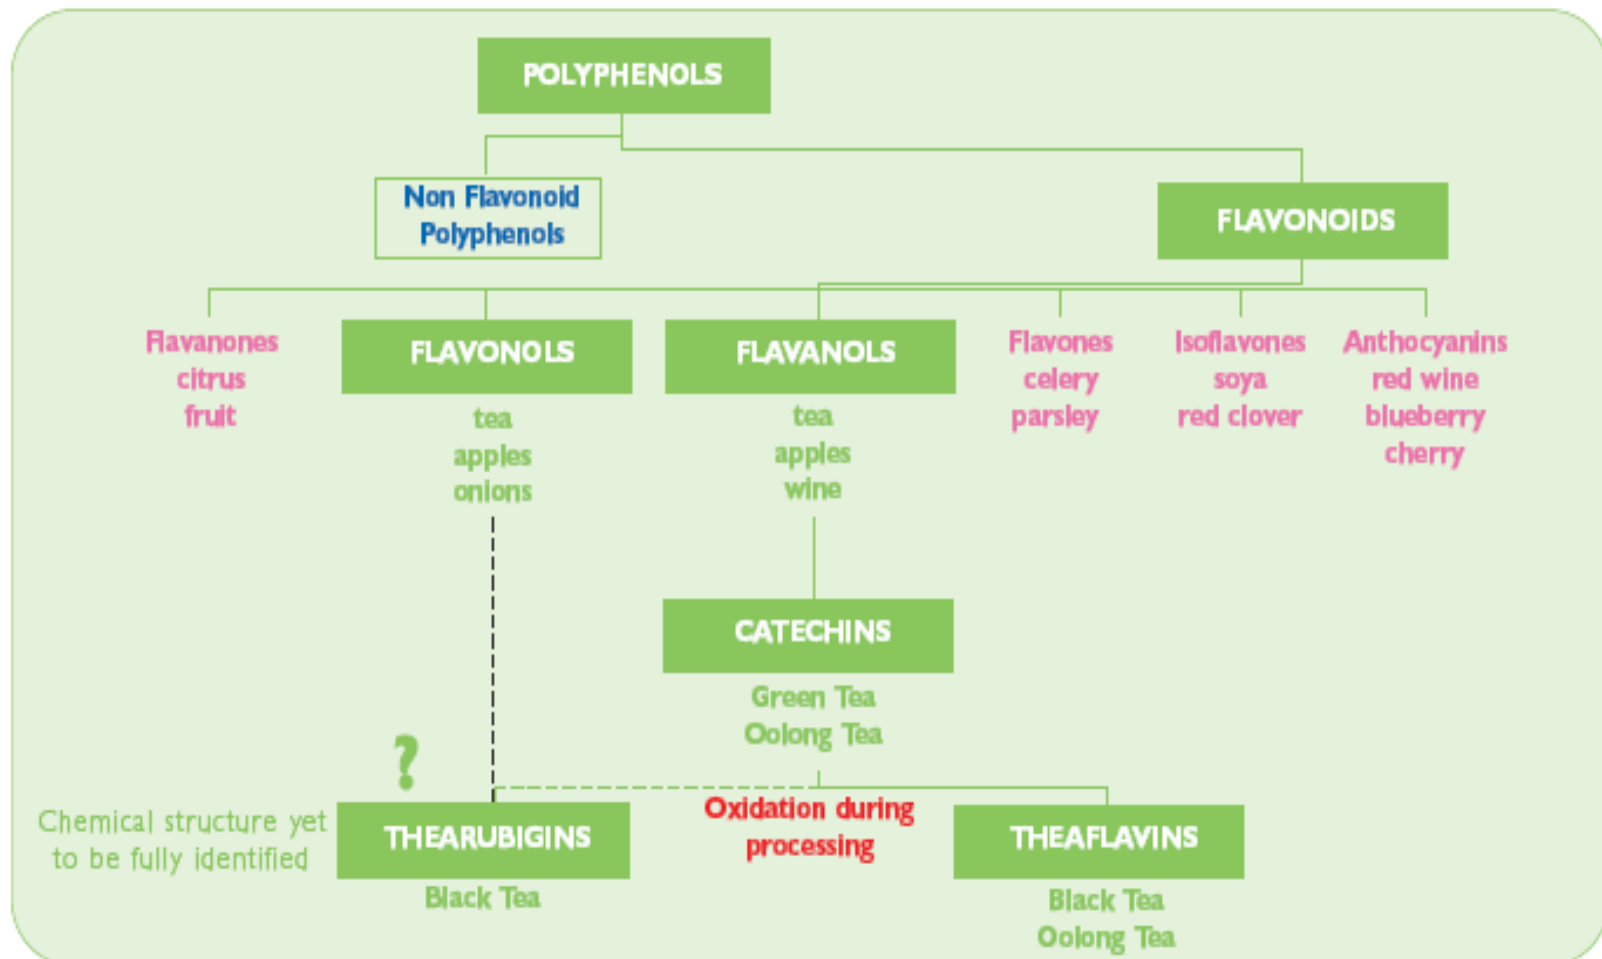 POLYPHENOLS
Non Flavonoid
Polyphenols
FLAVONOIDS
Flavanones
citrus
fruit
FLAVONOLS
tea
apples
onions
FLAVANOLS
tea
apples
wine
Flavones
celery
parsley
Isoflavones
soya
red clover
Anthocyanins
red wine
blueberry
cherry
CATECHINS
Green Tea
Oolong Tea
?
Chemical structure yet
to be fully identified
THEARUBIGINS
Black Tea
Oxidation during
processing
THEAFLAVINS
Black Tea
Oolong Tea